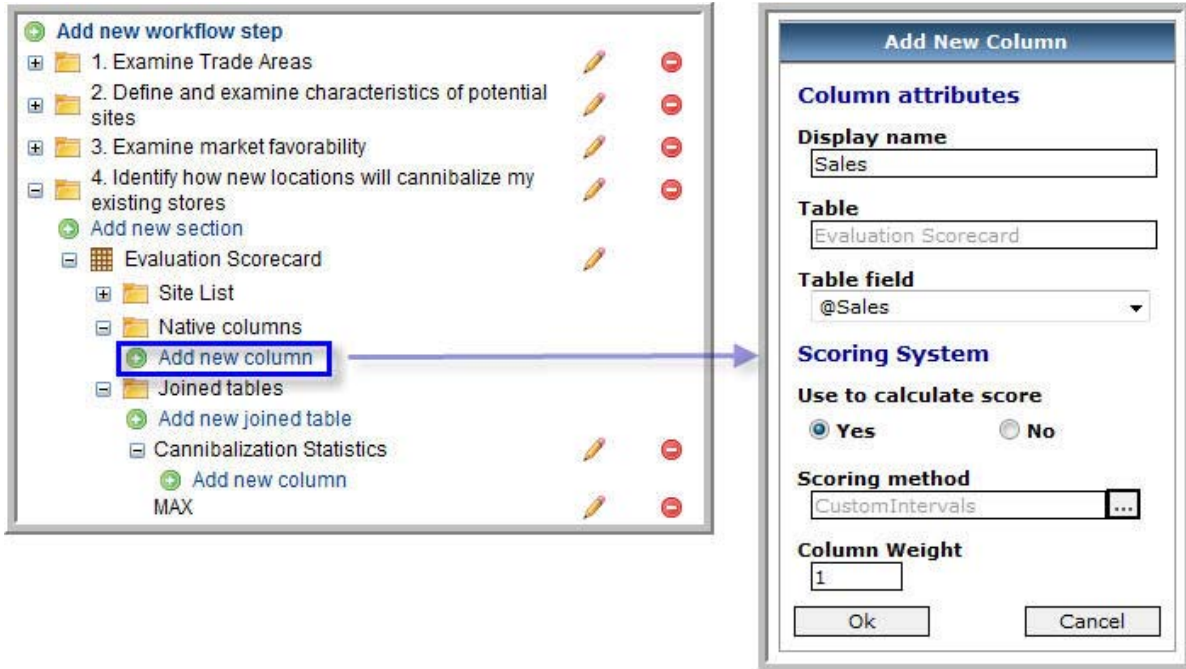 Add new workflow step
1. Examine Trade Areas
2. Define and examine characteristics of potential
sites
3. Examine market favorability
4. Identify how new locations will cannibalize my
existing stores
Add new section
Evaluation Scorecard
Site List
Native columns
Add new column
Joined tables
Add new joined table
Cannibalization Statistics
Add new column
MAX
Add New Column
Column attributes
Display name
Sales
Table
Evaluation Scorecard
Table field
@Sales
Scoring System
Use to calculate score
Yes No
Scoring method
CustomIntervals ...
Column Weight
1
Ok Cancel